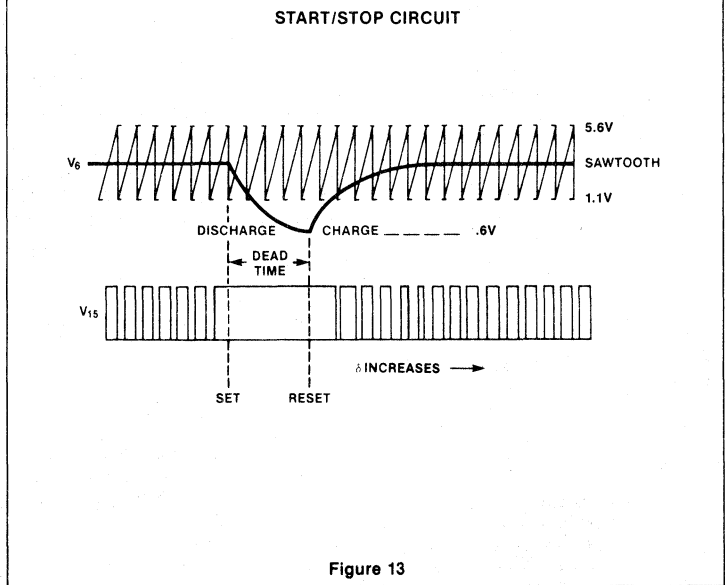 START/STOP CIRCUIT
5.6V
V6
SAWTOOTH
1.1V
DISCHARGE
CHARGE _ _ _ _ .6V
DEAD
TIME
V15
δ INCREASES
SET
RESET
Figure 13